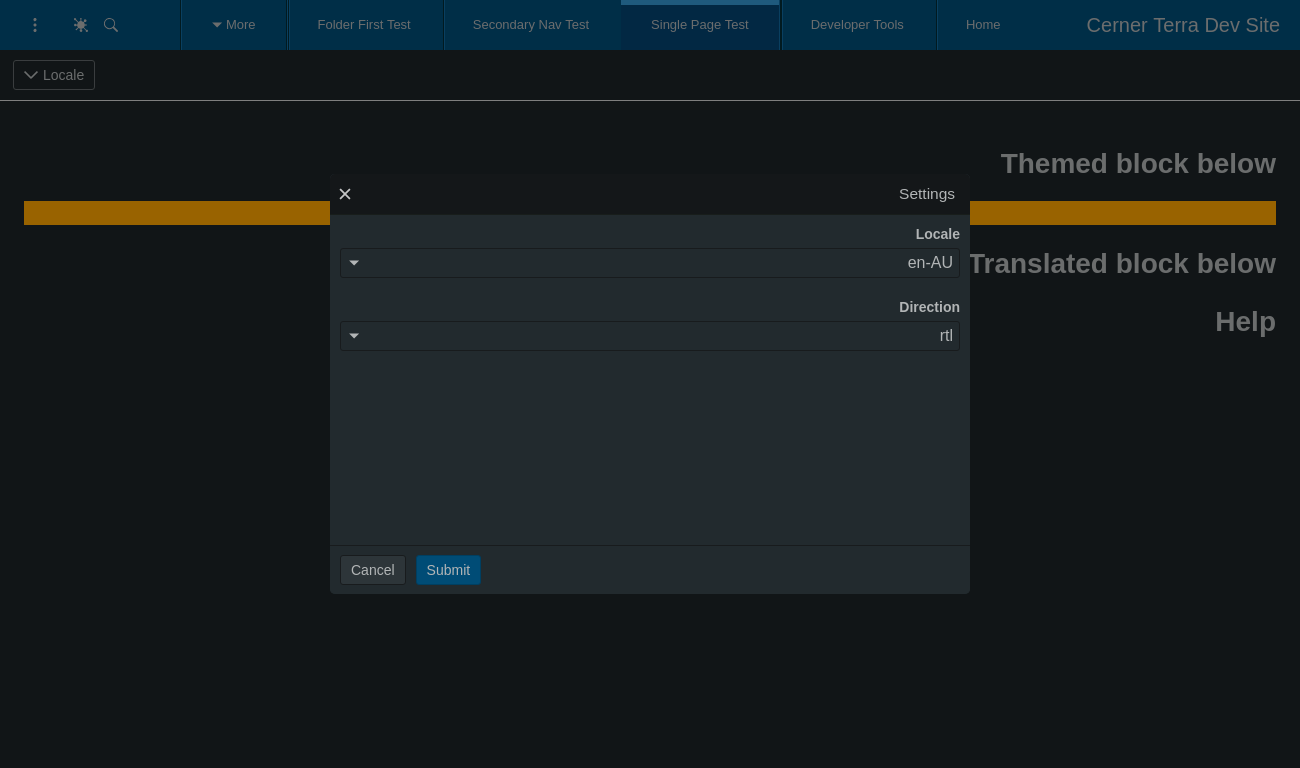 Cerner Terra Dev Site
Home
Developer Tools
Single Page Test
Secondary Nav Test
Folder First Test
More
Locale
Themed block below
Translated block below
Help
Settings
Locale
en-AU
Direction
rtl
Cancel
Submit